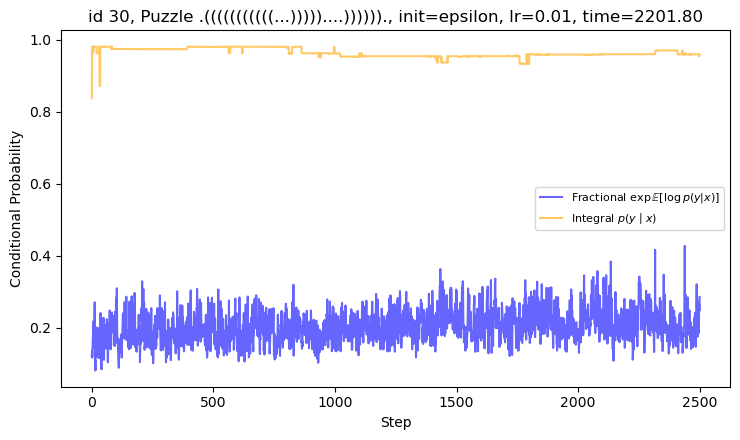 id 30, Puzzle .(((((((((((...)))))....))))))., init=epsilon, lr=0.01, time=2201.80
Conditional Probability
1.0
0.8
0.6
0.4
0.2
Fractional exp𝔼[log p(y|x)]
Integral p(y | x)
0
500
1000
1500
2000
2500
Step